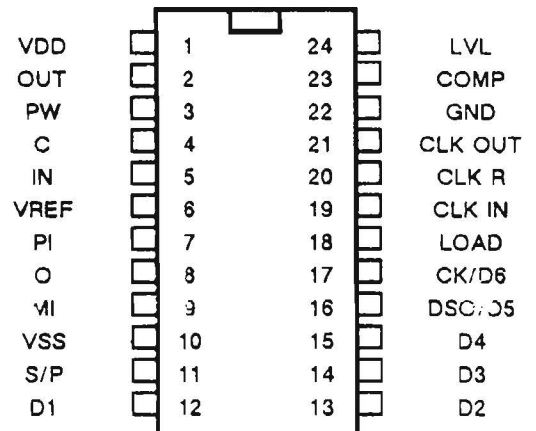 VDD 1 24 LVL
OUT 2 23 COMP
PW 3 22 GND
C 4 21 CLK OUT
IN 5 20 CLK R
VREF 6 19 CLK IN
PI 7 18 LOAD
O 8 17 CK/D6
MI 9 16 DSO/D5
VSS 10 15 D4
S/P 11 14 D3
D1 12 13 D2